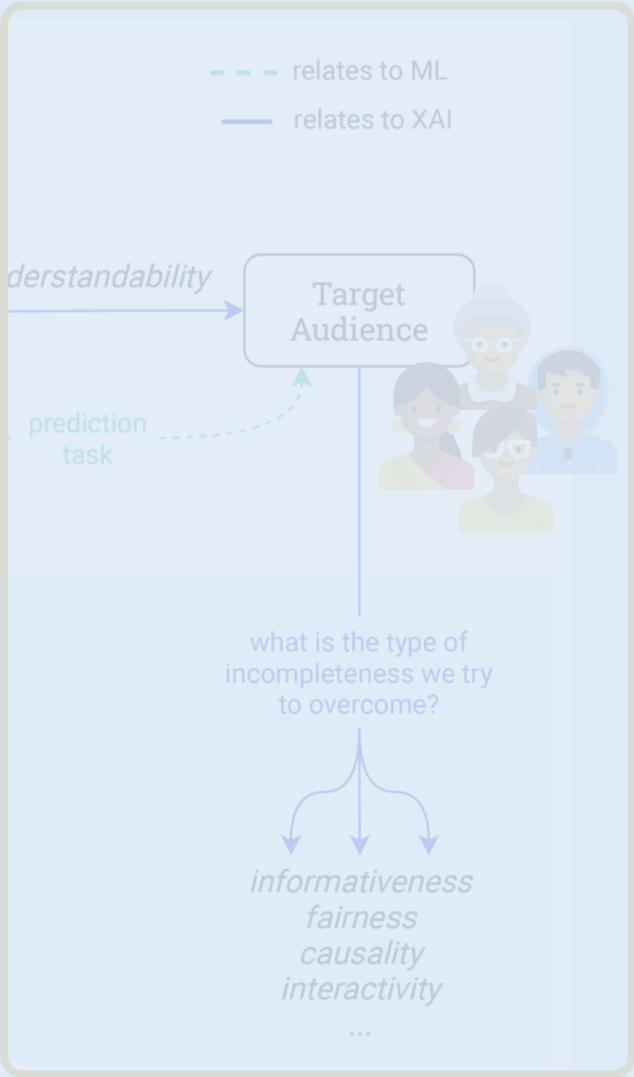 relates to ML
relates to XAI
derstandability
Target
Audience
prediction
task
what is the type of
incompleteness we try
to overcome?
informativeness
fairness
causality
interactivity
...